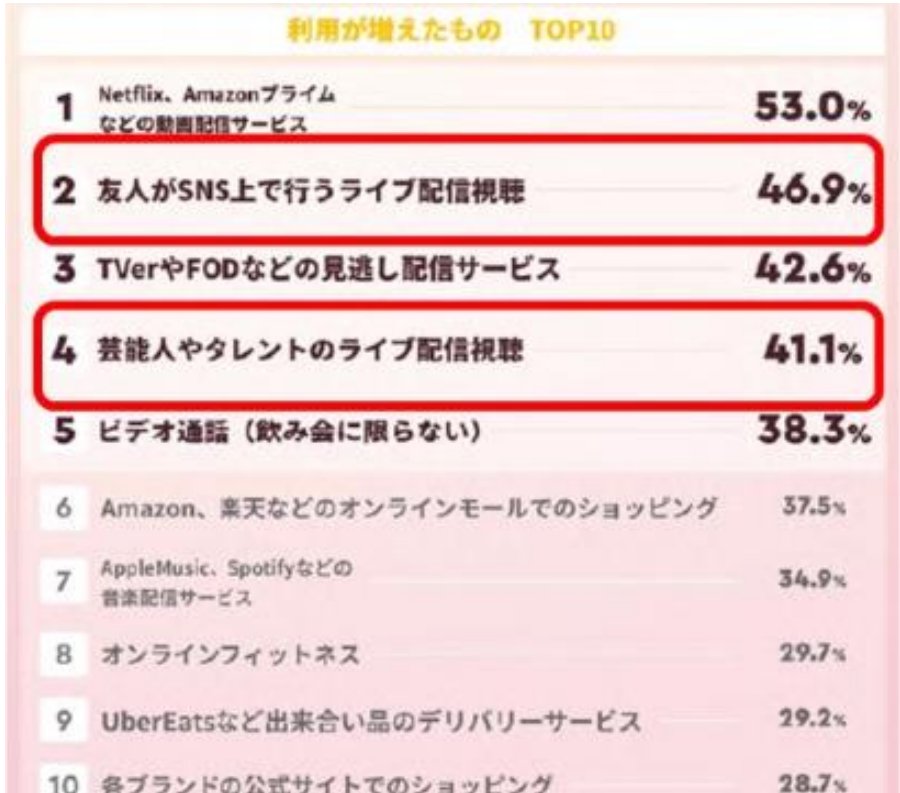 利用が増えたもの TOP10
1 Netflix、Amazonプライム
などの動画配信サービス 53.0%
2 友人がSNS上で行うライブ配信視聴 46.9%
3 TVerやFODなどの見逃し配信サービス 42.6%
4 芸能人やタレントのライブ配信視聴 41.1%
5 ビデオ通話（飲み会に限らない） 38.3%
6 Amazon、楽天などのオンラインモールでのショッピング 37.5%
7 AppleMusic、Spotifyなどの
音楽配信サービス 34.9%
8 オンラインフィットネス 29.7%
9 UberEatsなど出来合い品のデリバリーサービス 29.2%
10 各ブランドの公式サイトでのショッピング 28.7%